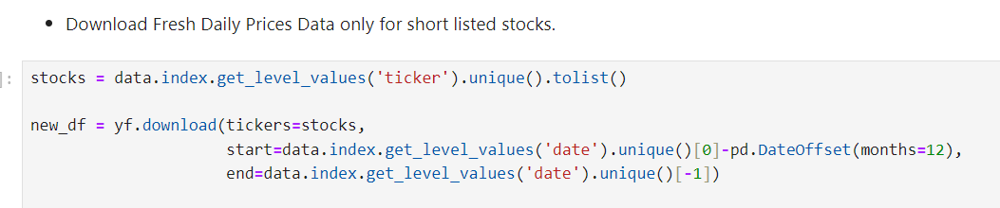 • Download Fresh Daily Prices Data only for short listed stocks.
]:
stocks = data.index.get_level_values('ticker').unique().tolist()
new_df = yf.download(tickers=stocks,
start=data.index.get_level_values('date').unique()[0]-pd.DateOffset(months=12),
end=data.index.get_level_values('date').unique()[-1])